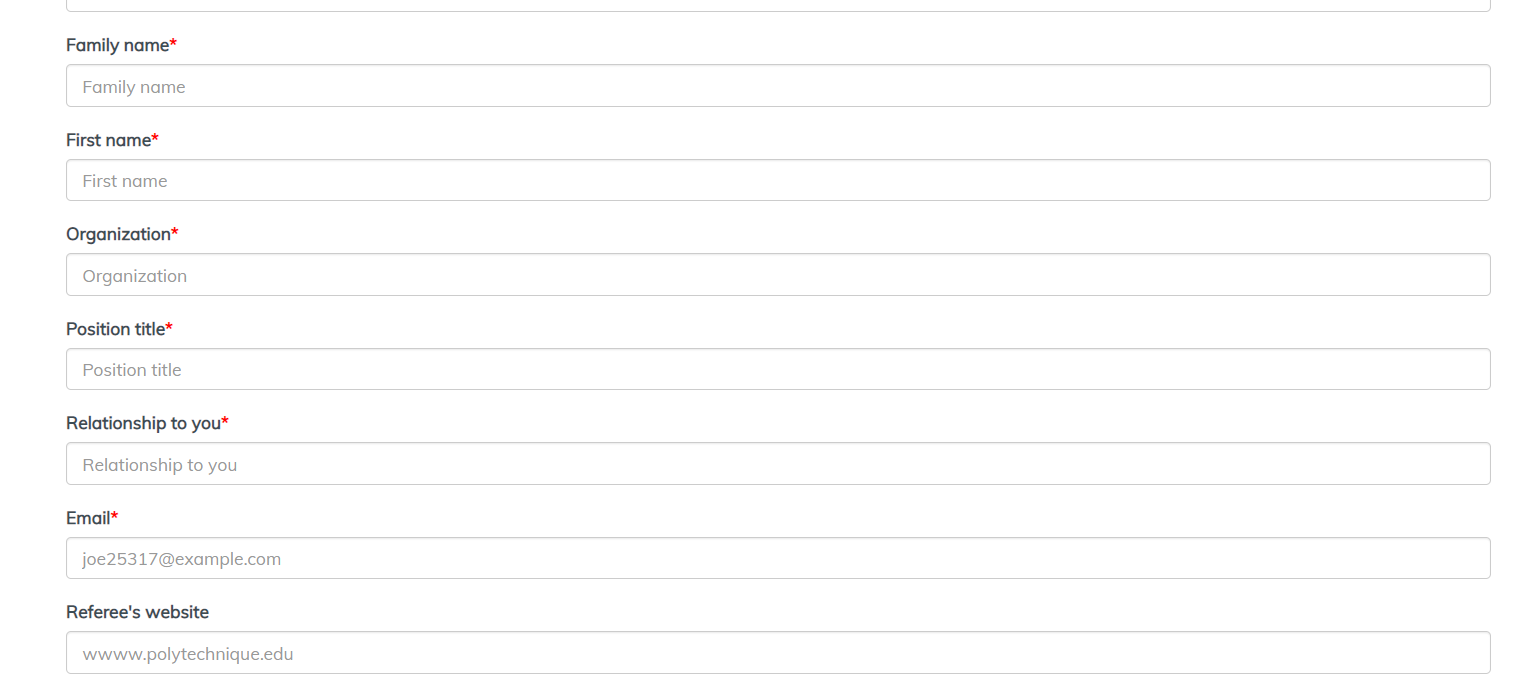 Family name*
Family name
First name*
First name
Organization*
Organization
Position title*
Position title
Relationship to you*
Relationship to you
Email*
joe25317@example.com
Referee's website
wwww.polytechnique.edu